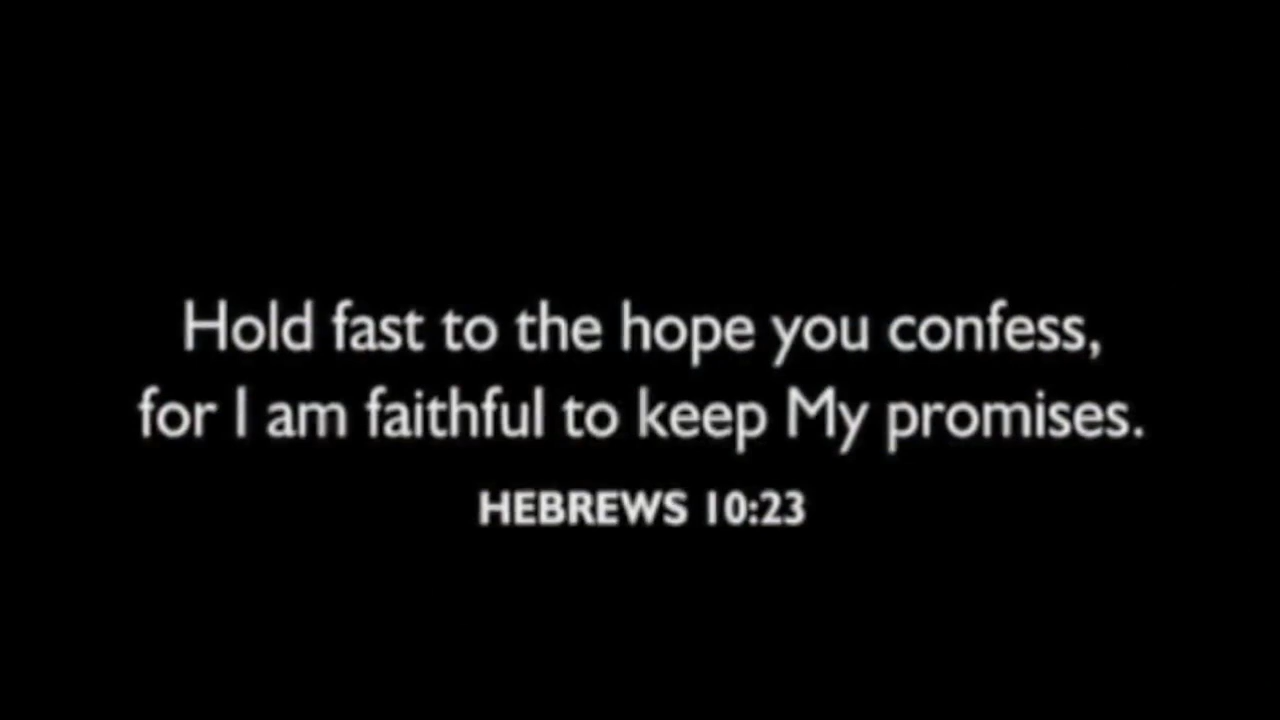 Hold fast to the hope you confess,
for I am faithful to keep My promises.
HEBREWS 10:23